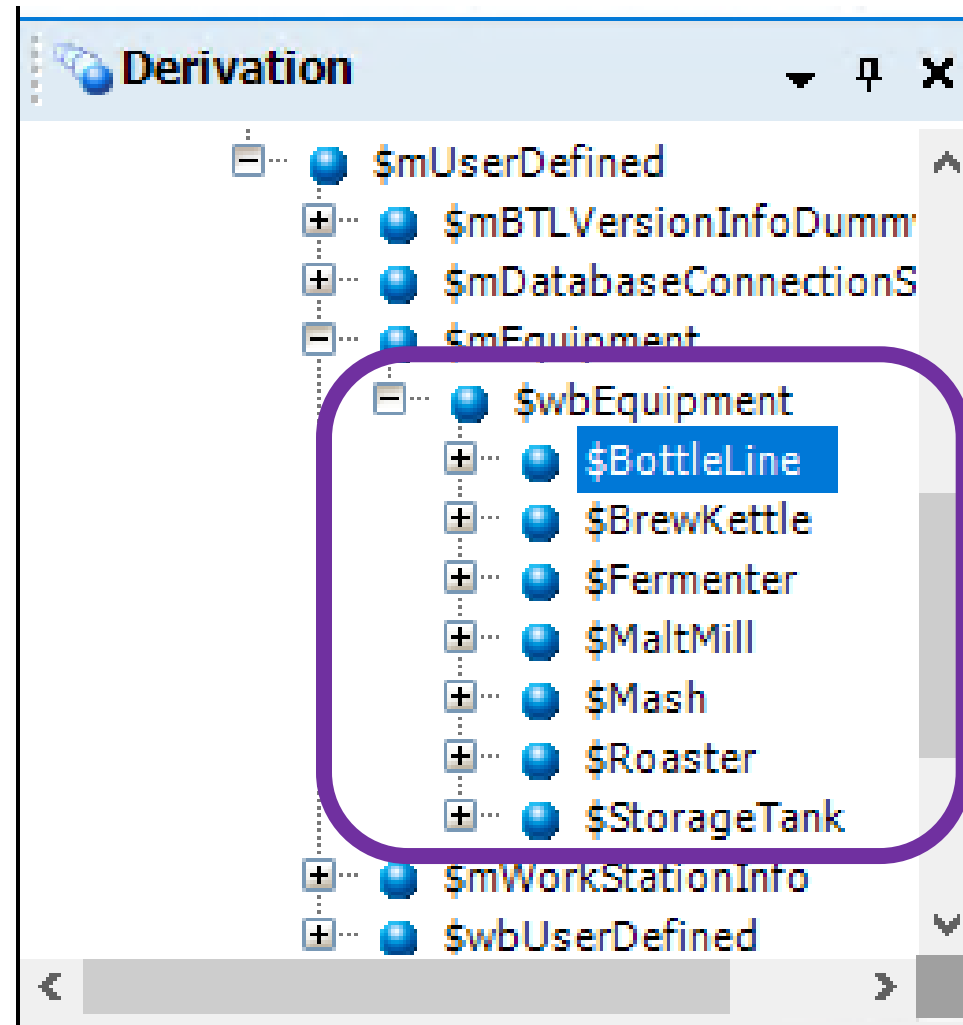 Derivation
$mUserDefined
$mBTLVersionInfoDumm
$mDatabaseConnectionS
$mEquipment
$wbEquipment
$BottleLine
$BrewKettle
$Fermenter
$MaltMill
$Mash
$Roaster
$StorageTank
$mWorkStationInfo
$wbUserDefined